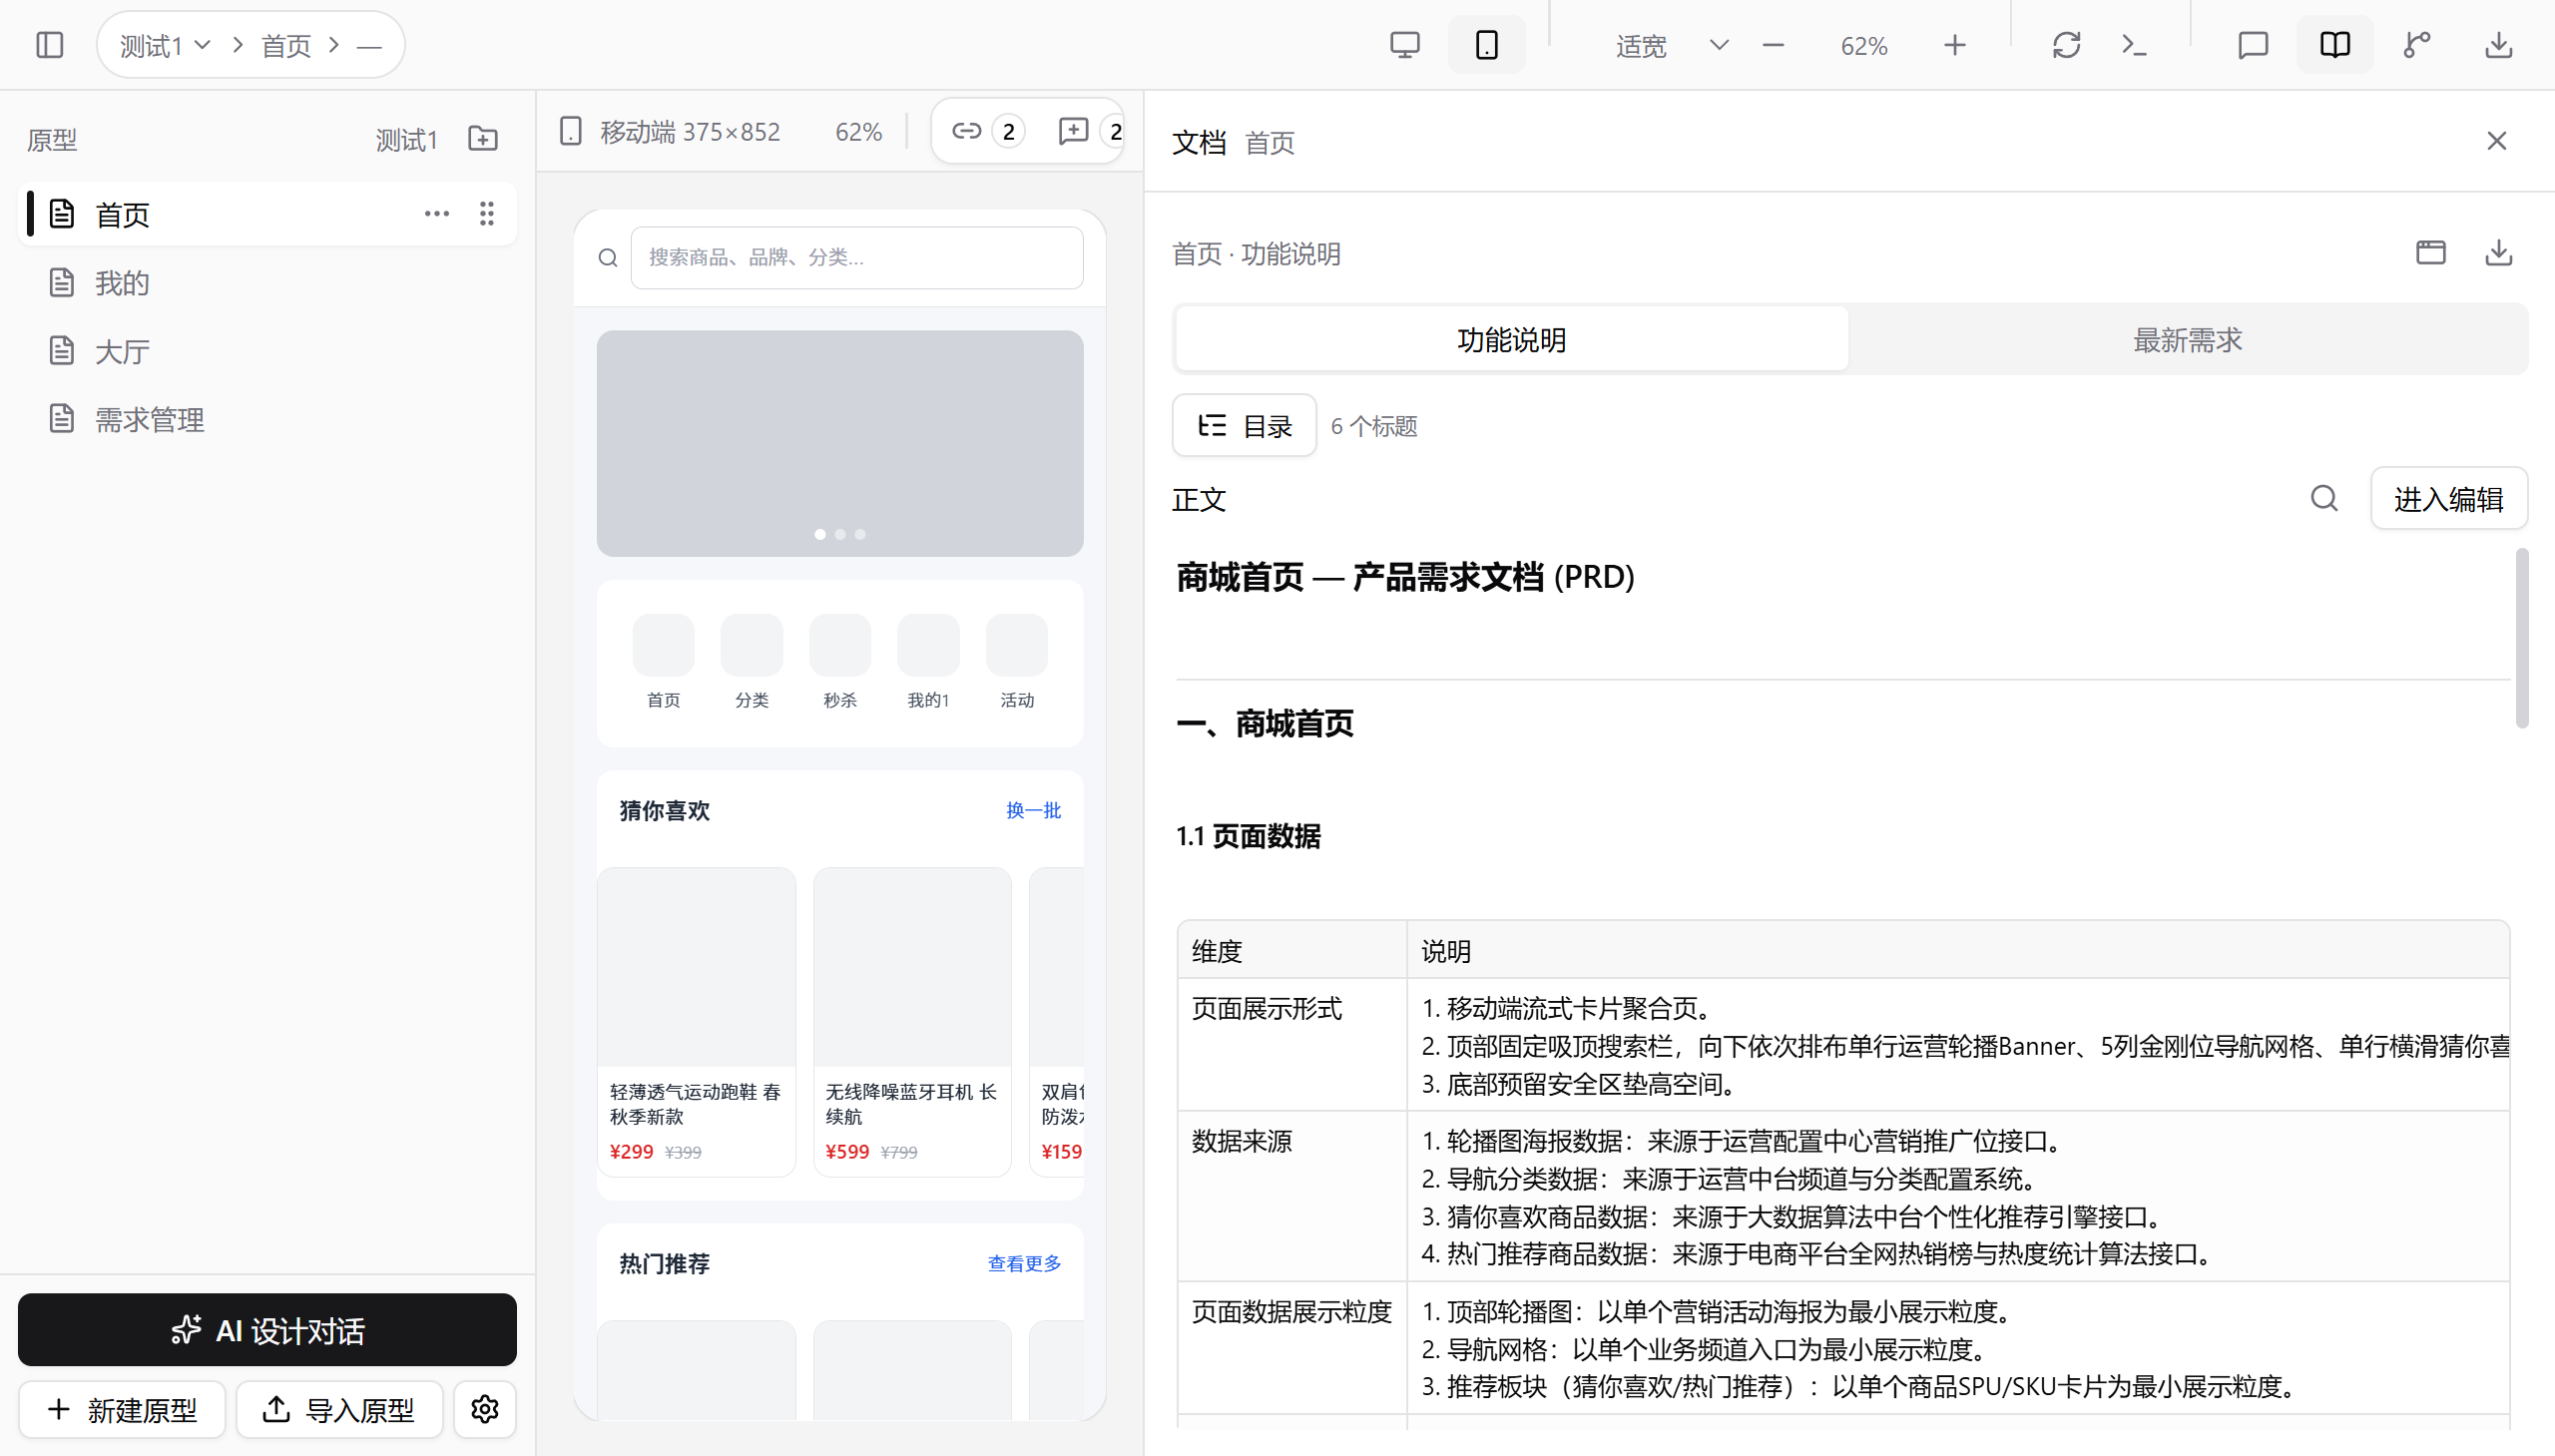 测试1 首页 —
适宽 62%
原型 测试1
首页
我的
大厅
需求管理
AI 设计对话
新建原型 导入原型
移动端 375×852 62% 2 2
搜索商品、品牌、分类...
首页 分类 秒杀 我的1 活动
猜你喜欢 换一批
轻薄透气运动跑鞋 春
秋季新款
¥299 ¥399
无线降噪蓝牙耳机 长
续航
¥599 ¥799
双肩
防泼
¥159
热门推荐 查看更多
文档 首页
首页 · 功能说明
功能说明 最新需求
目录 6 个标题
正文 进入编辑
商城首页 — 产品需求文档 (PRD)
一、商城首页
1.1 页面数据
维度 说明
页面展示形式
1. 移动端流式卡片聚合页。
2. 顶部固定吸顶搜索栏，向下依次排布单行运营轮播Banner、5列金刚位导航网格、单行横滑猜你喜
3. 底部预留安全区垫高空间。
数据来源
1. 轮播图海报数据：来源于运营配置中心营销推广位接口。
2. 导航分类数据：来源于运营中台频道与分类配置系统。
3. 猜你喜欢商品数据：来源于大数据算法中台个性化推荐引擎接口。
4. 热门推荐商品数据：来源于电商平台全网热销榜与热度统计算法接口。
页面数据展示粒度
1. 顶部轮播图：以单个营销活动海报为最小展示粒度。
2. 导航网格：以单个业务频道入口为最小展示粒度。
3. 推荐板块（猜你喜欢/热门推荐）：以单个商品SPU/SKU卡片为最小展示粒度。